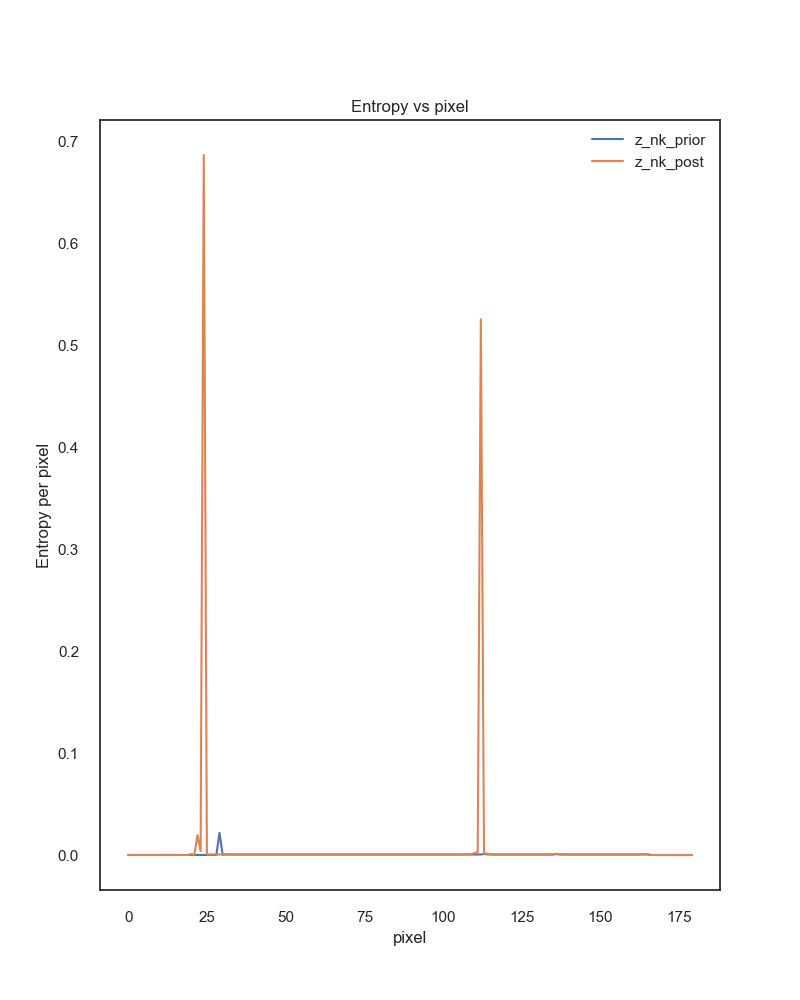 Entropy vs pixel
z_nk_prior
z_nk_post
0.7
0.6
0.5
0.4
0.3
0.2
0.1
0.0
Entropy per pixel
0 25 50 75 100 125 150 175
pixel